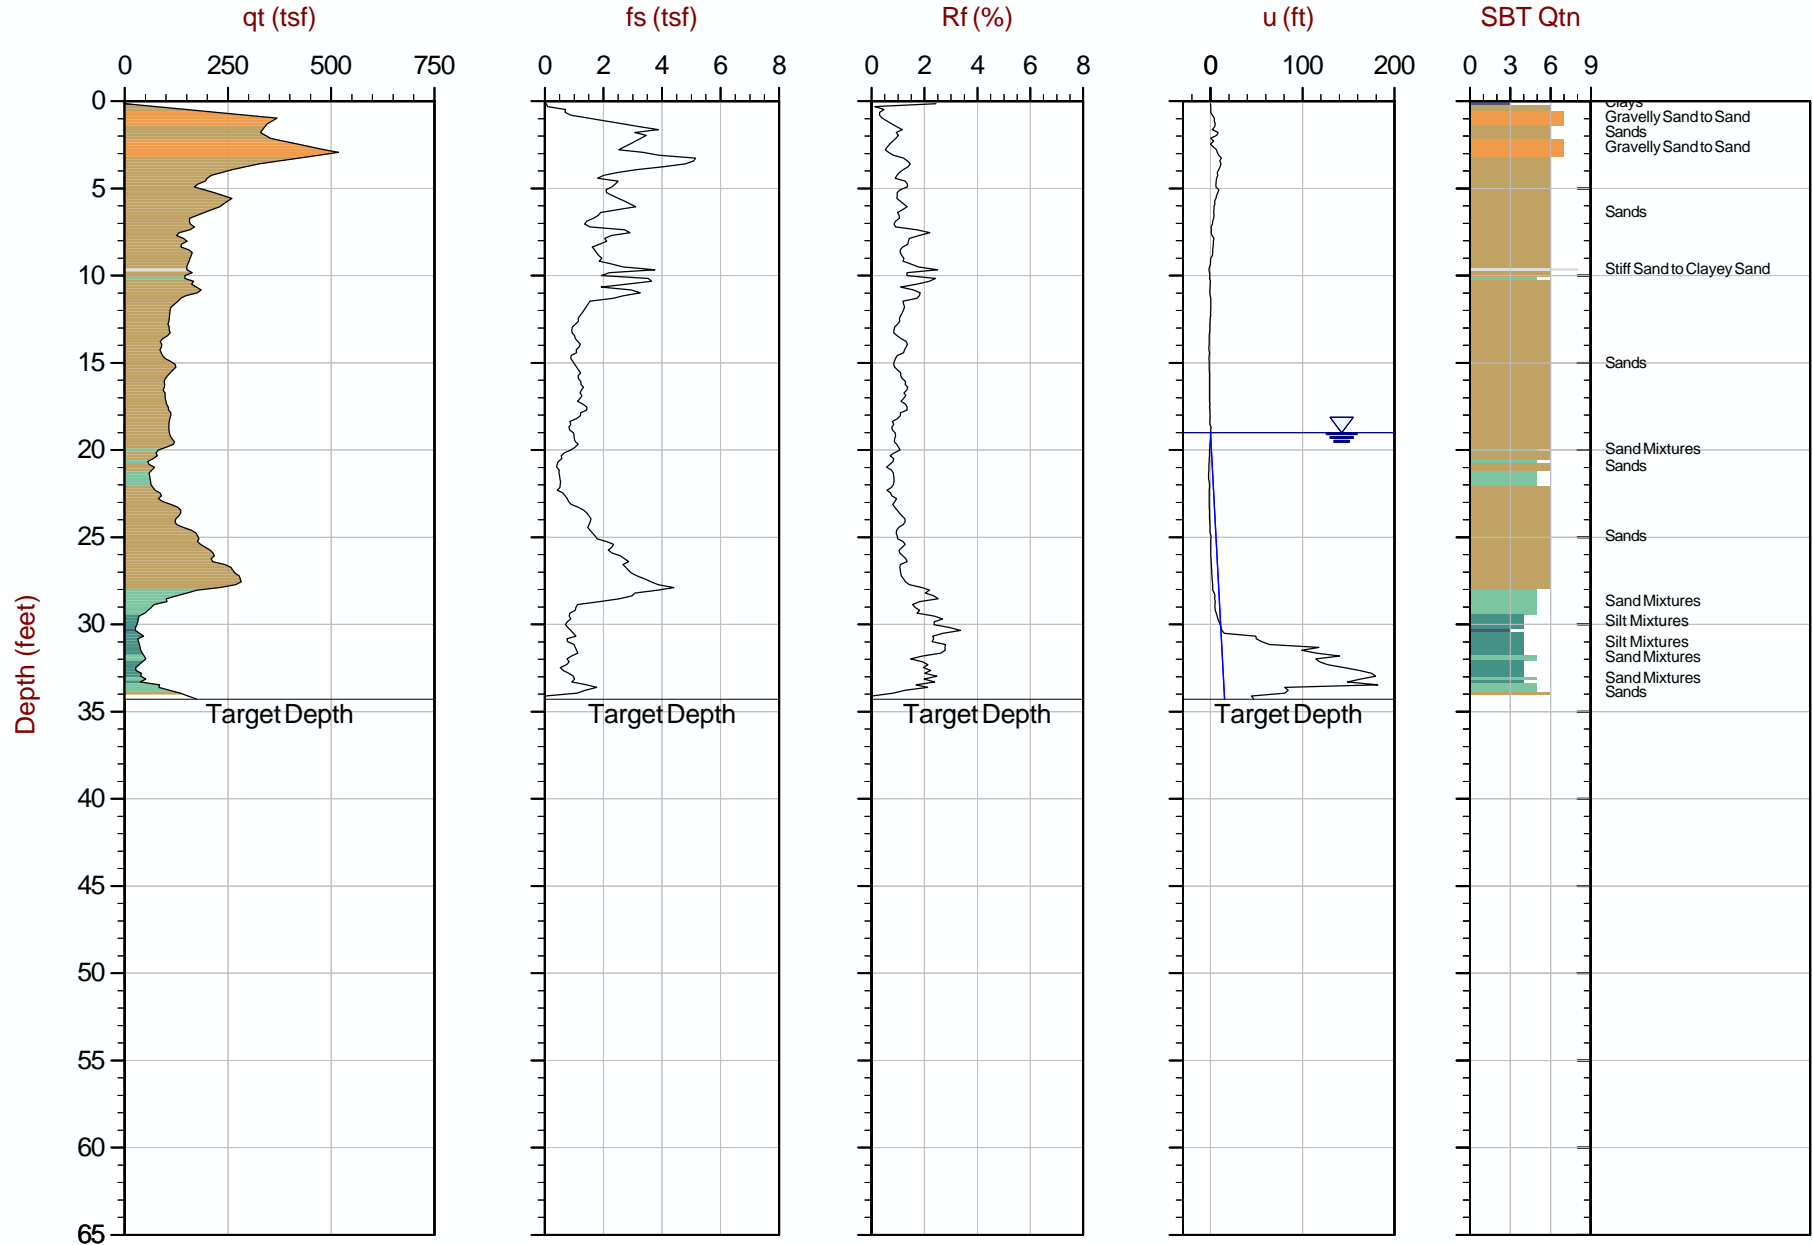 qt (tsf) fs (tsf) Rf (%) u (ft) SBT Qtn
0 250 500 750 0 2 4 6 8 0 2 4 6 8 0 100 200 0 3 6 9
0
5
10
15
20
25
30
35
40
45
50
55
60
65
Depth (feet)
Target Depth Target Depth Target Depth Target Depth
Clays
Gravelly Sand to Sand
Sands
Gravelly Sand to Sand
Sands
Stiff Sand to Clayey Sand
Sands
Sand Mixtures
Sands
Sands
Sand Mixtures
Silt Mixtures
Silt Mixtures
Sand Mixtures
Sand Mixtures
Sands